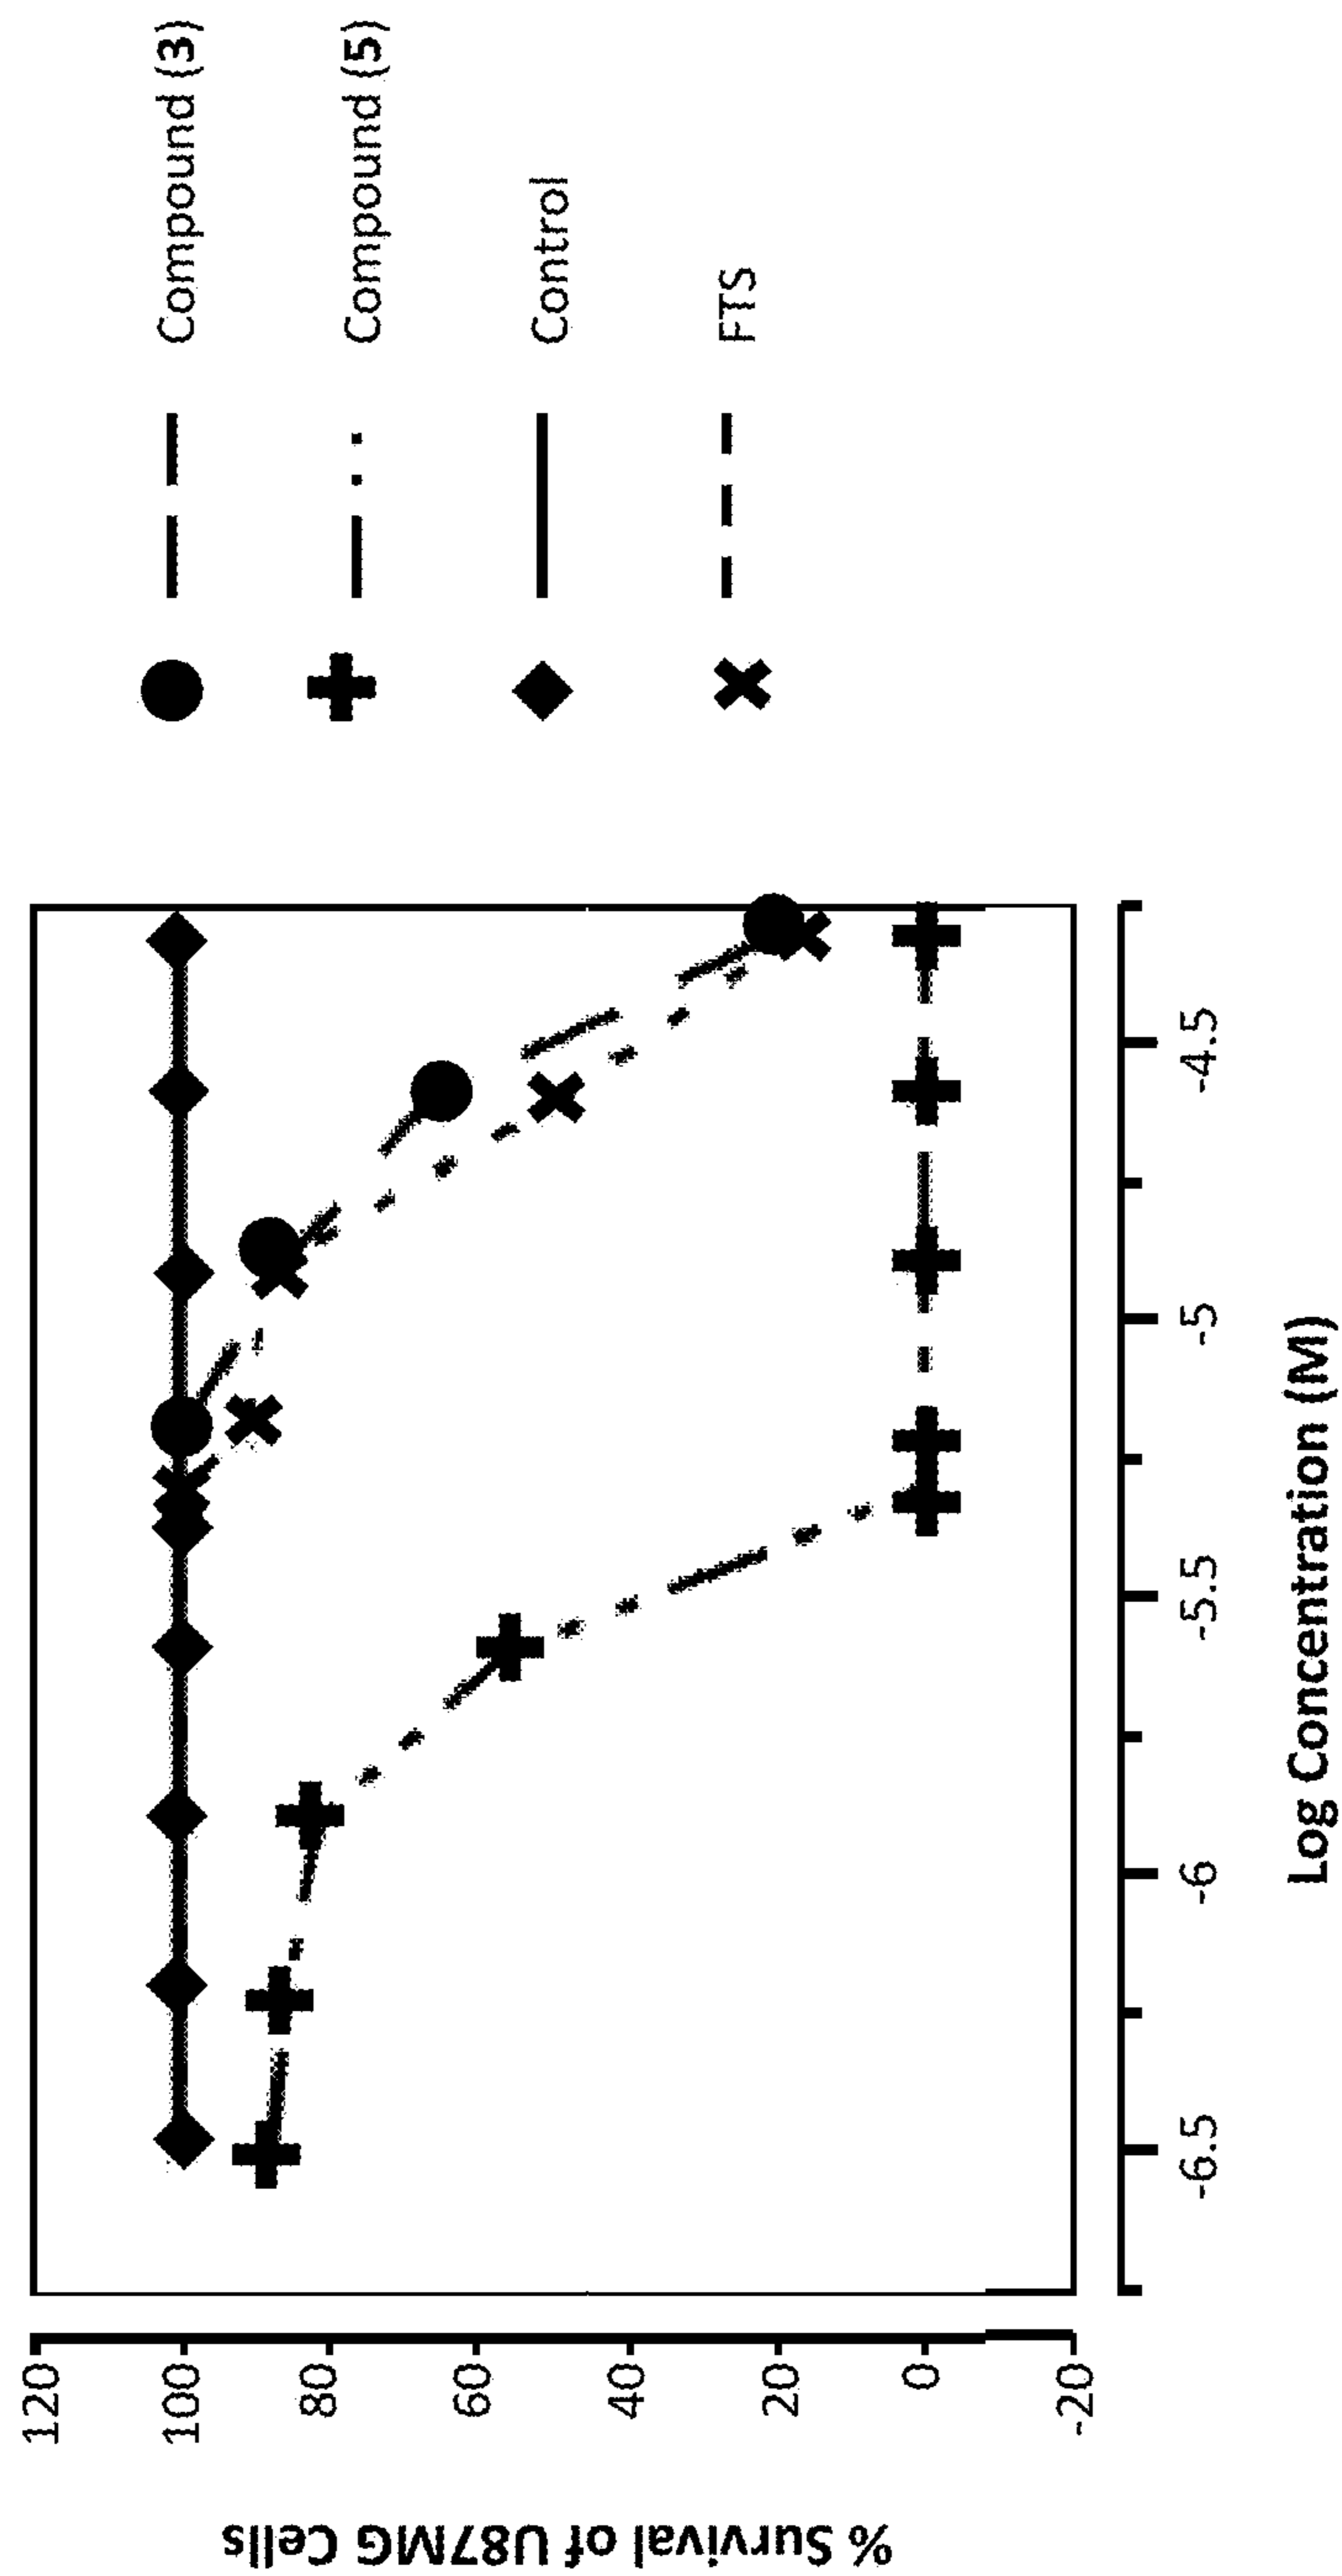 % Survival of U87MG Cells
120
100
80
60
40
20
0
-20
-6.5
-6
-5.5
-5
-4.5
Log Concentration (M)
Compound (3)
Compound (5)
Control
FTS